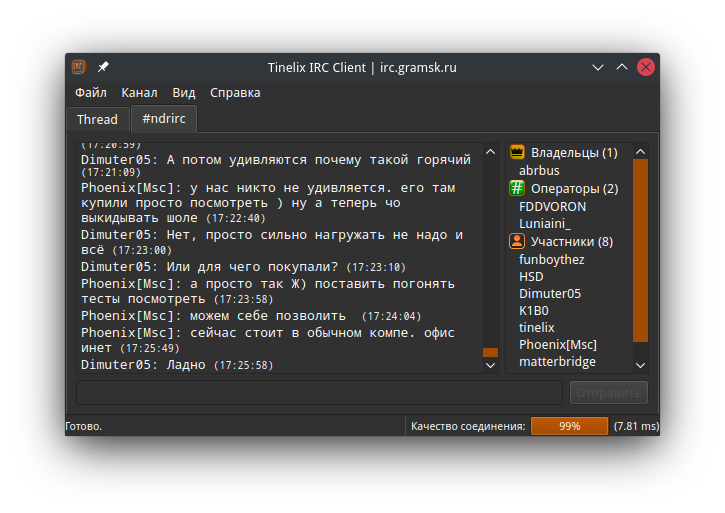 IRC
Tinelix IRC Client | irc.gramsk.ru
Файл Канал Вид Справка
Thread #ndrirc
(17:20:59)
Dimuter05: А потом удивляются почему такой горячий
(17:21:09)
Phoenix[Msc]: у нас никто не удивляется. его там
купили просто посмотреть ) ну а теперь чо
выкидывать шоле (17:22:40)
Dimuter05: Нет, просто сильно нагружать не надо и
всё (17:23:00)
Dimuter05: Или для чего покупали? (17:23:10)
Phoenix[Msc]: а просто так Ж) поставить погонять
тесты посмотреть (17:23:58)
Phoenix[Msc]: можем себе позволить (17:24:04)
Phoenix[Msc]: сейчас стоит в обычном компе. офис
инет (17:25:49)
Dimuter05: Ладно (17:25:58)
Владельцы (1)
abrbus
Операторы (2)
FDDVORON
Luniaini_
Участники (8)
funboythez
HSD
Dimuter05
K1B0
tinelix
Phoenix[Msc]
matterbridge
Отправить
Готово.
Качество соединения: 99% (7.81 ms)